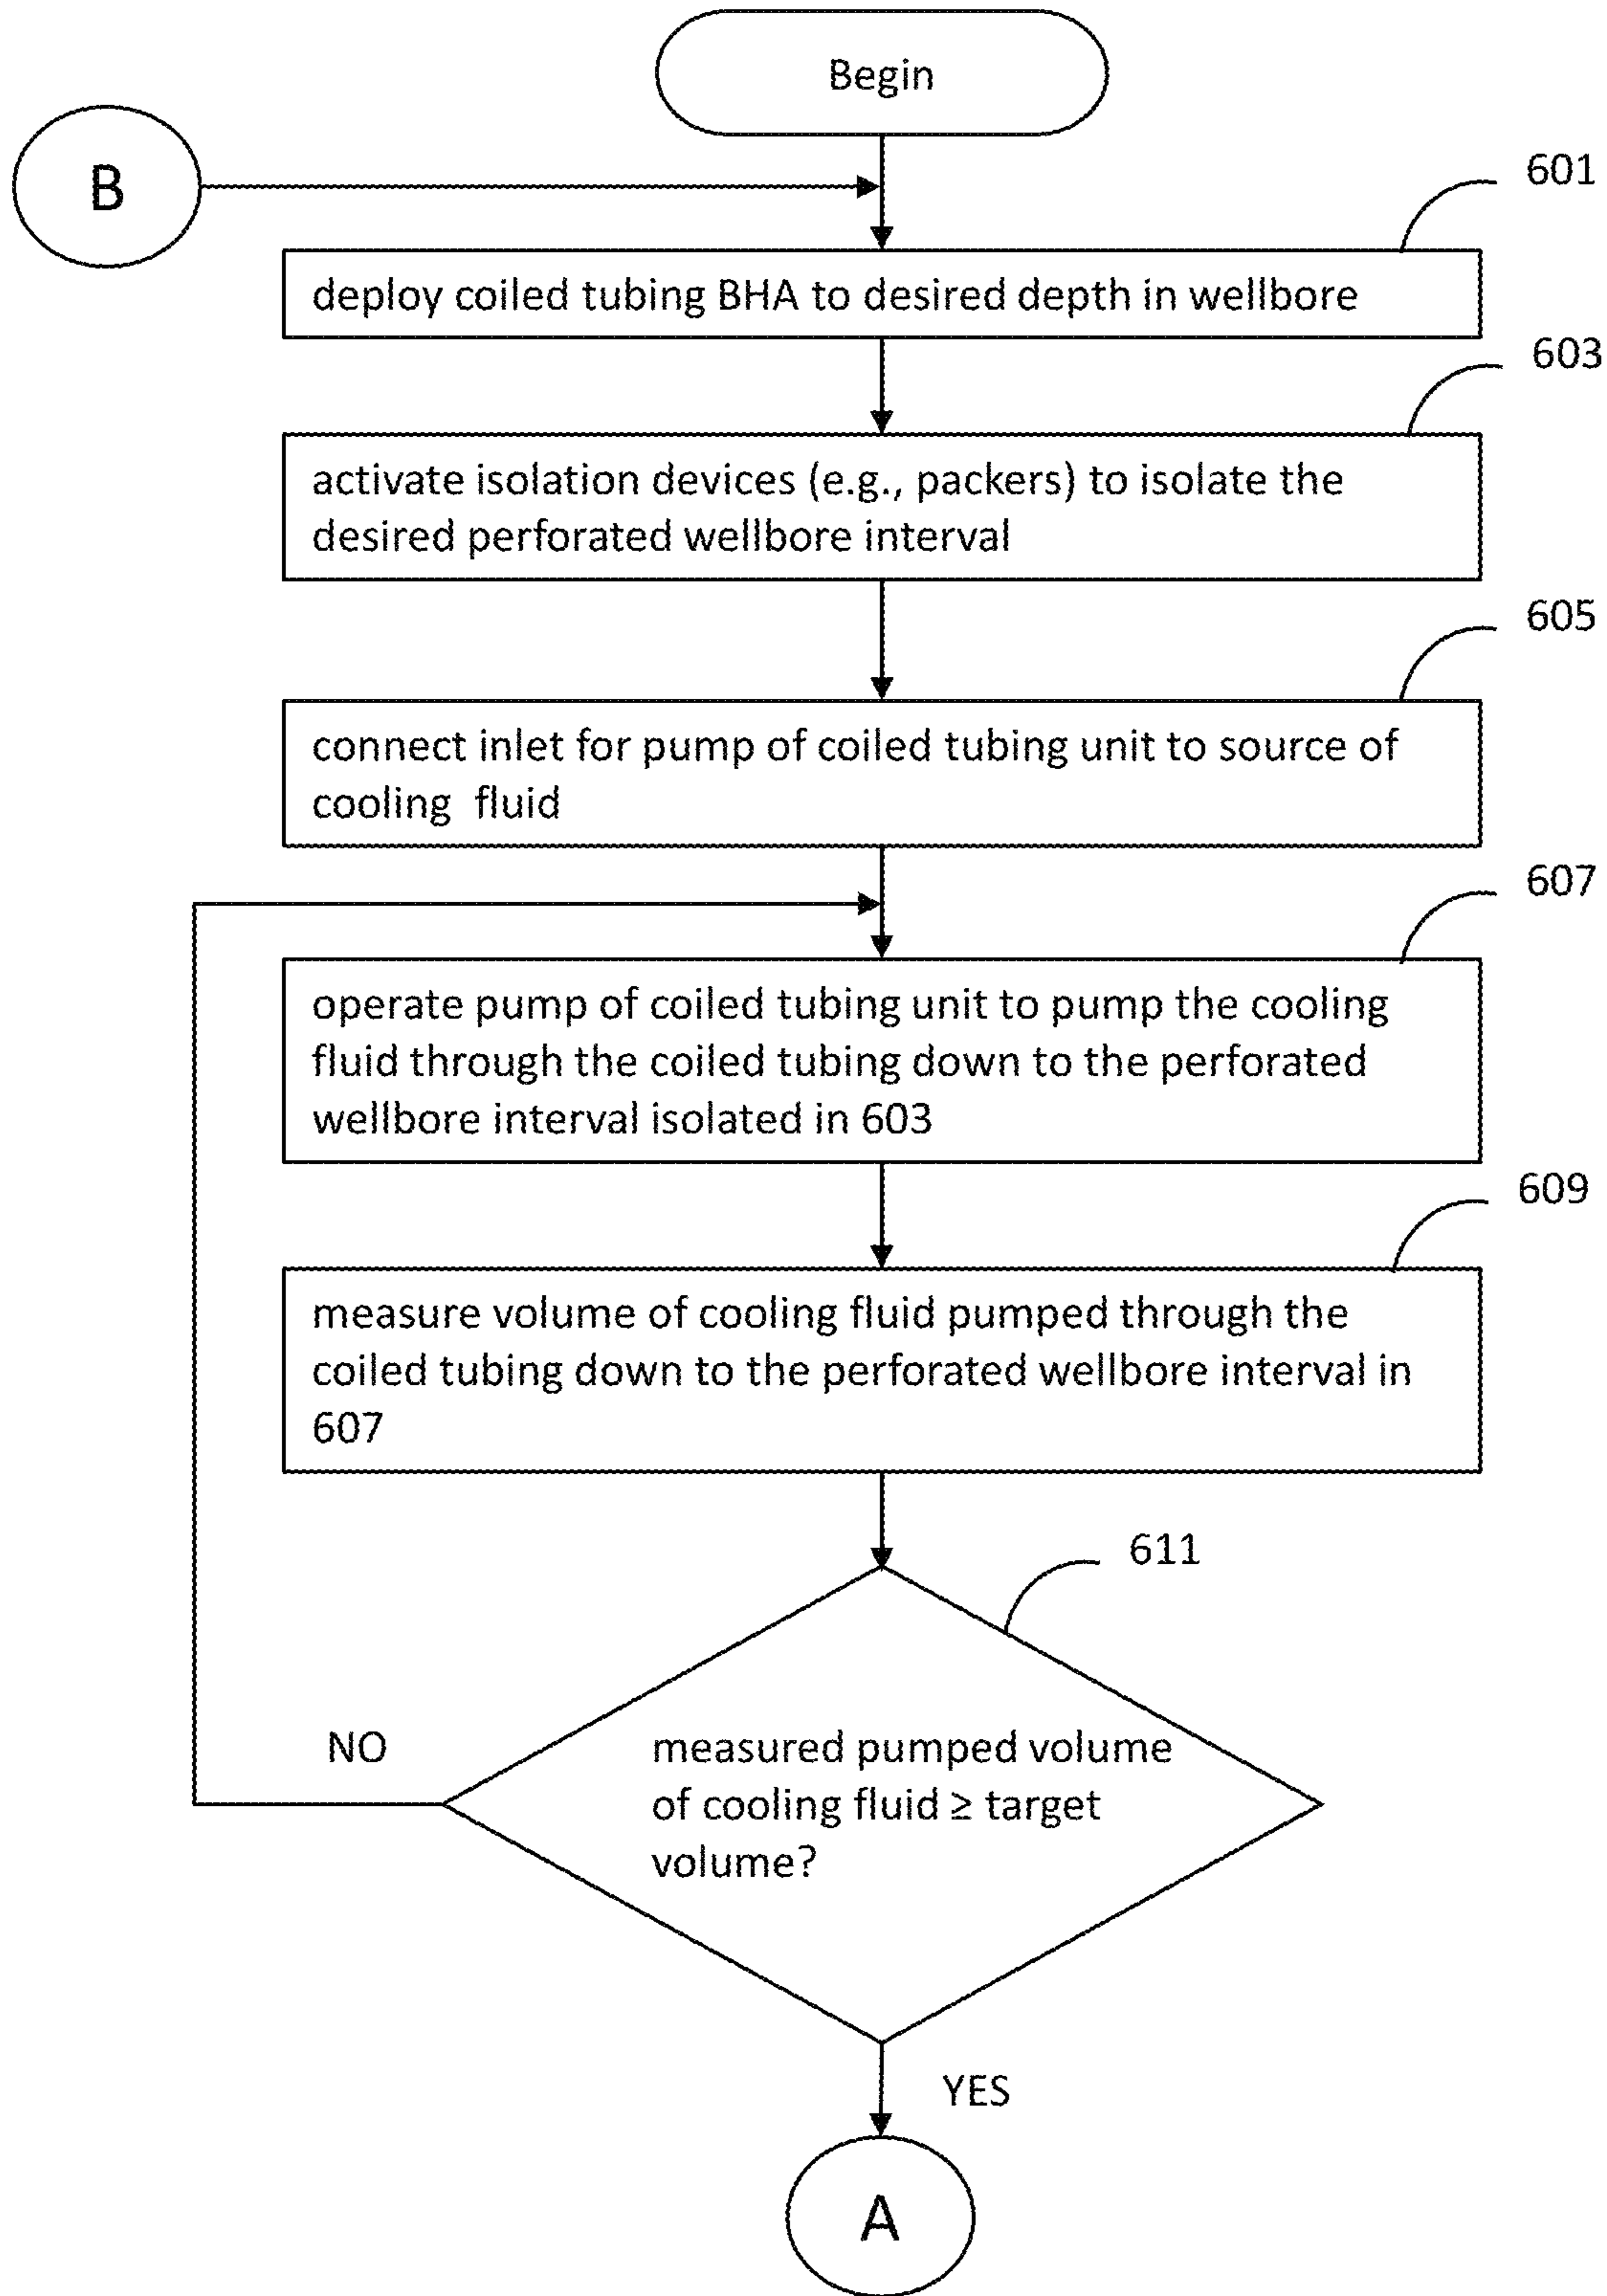 Begin
B
601
deploy coiled tubing BHA to desired depth in wellbore
603
activate isolation devices (e.g., packers) to isolate the
desired perforated wellbore interval
605
connect inlet for pump of coiled tubing unit to source of
cooling fluid
607
operate pump of coiled tubing unit to pump the cooling
fluid through the coiled tubing down to the perforated
wellbore interval isolated in 603
609
measure volume of cooling fluid pumped through the
coiled tubing down to the perforated wellbore interval in
607
611
NO
measured pumped volume
of cooling fluid ≥ target
volume?
YES
A